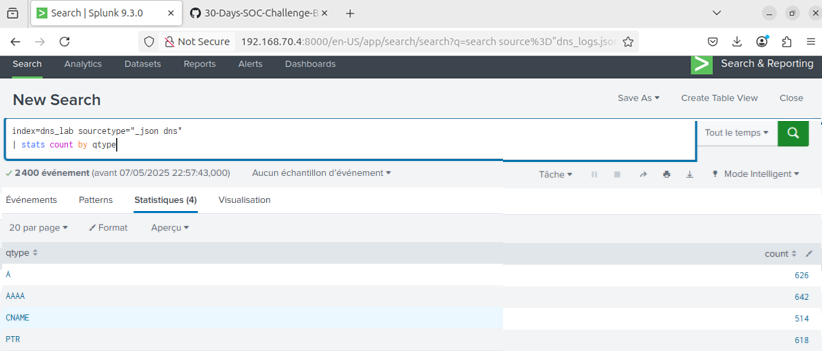 Search | Splunk 9.3.0
30-Days-SOC-Challenge-B
Not Secure 192.168.70.4:8000/en-US/app/search/search?q=search source%3D"dns_logs.json
Search Analytics Datasets Reports Alerts Dashboards Search & Reporting
New Search Save As Create Table View Close
index=dns_lab sourcetype="_json dns"
| stats count by qtype
Tout le temps
2 400 événement (avant 07/05/2025 22:57:43,000) Aucun échantillon d'événement Tâche Mode Intelligent
Événements Patterns Statistiques (4) Visualisation
20 par page Format Aperçu
qtype count
A 626
AAAA 642
CNAME 514
PTR 618